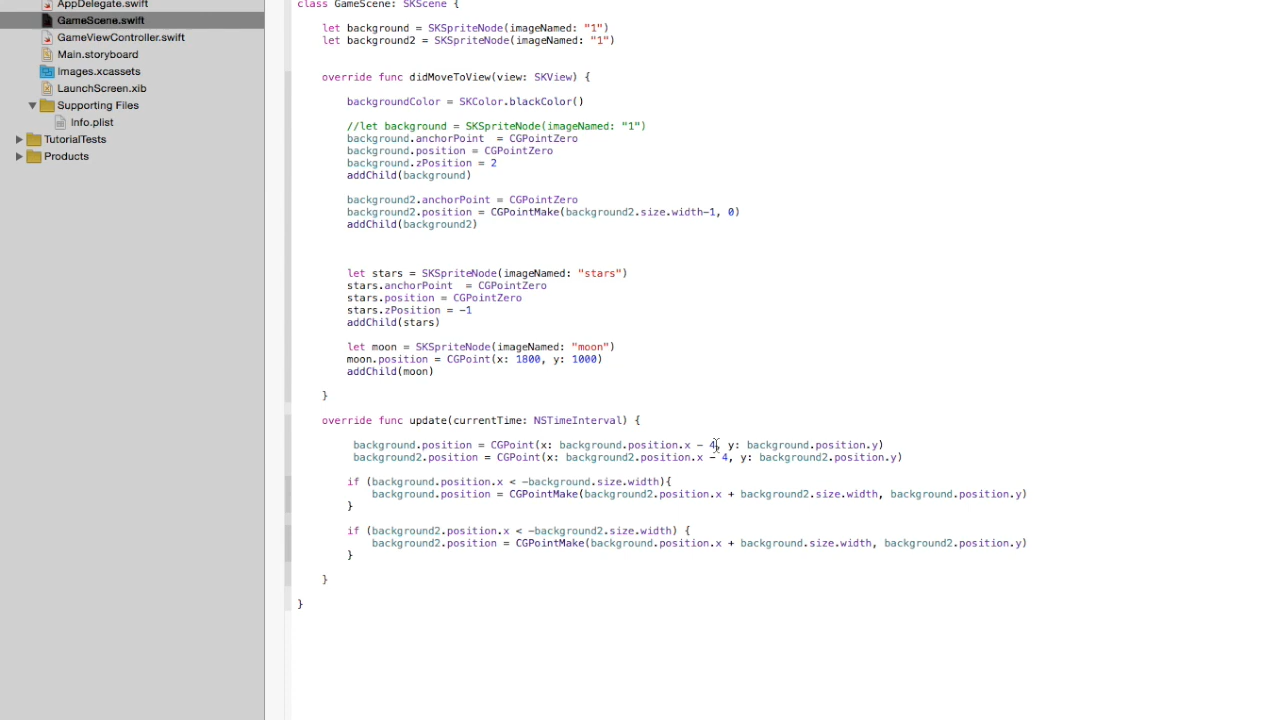 AppDelegate.swift
GameScene.swift
GameViewController.swift
Main.storyboard
Images.xcassets
LaunchScreen.xib
Supporting Files
Info.plist
TutorialTests
Products
class GameScene: SKScene {
let background = SKSpriteNode(imageNamed: "1")
let background2 = SKSpriteNode(imageNamed: "1")
override func didMoveToView(view: SKView) {
backgroundColor = SKColor.blackColor()
//let background = SKSpriteNode(imageNamed: "1")
background.anchorPoint  = CGPointZero
background.position = CGPointZero
background.zPosition = 2
addChild(background)
background2.anchorPoint = CGPointZero
background2.position = CGPointMake(background2.size.width-1, 0)
addChild(background2)
let stars = SKSpriteNode(imageNamed: "stars")
stars.anchorPoint  = CGPointZero
stars.position = CGPointZero
stars.zPosition = -1
addChild(stars)
let moon = SKSpriteNode(imageNamed: "moon")
moon.position = CGPoint(x: 1800, y: 1000)
addChild(moon)
}
override func update(currentTime: NSTimeInterval) {
background.position = CGPoint(x: background.position.x - 4, y: background.position.y)
background2.position = CGPoint(x: background2.position.x - 4, y: background2.position.y)
if (background.position.x < -background.size.width){
background.position = CGPointMake(background2.position.x + background2.size.width, background.position.y)
}
if (background2.position.x < -background2.size.width) {
background2.position = CGPointMake(background.position.x + background.size.width, background2.position.y)
}
}
}